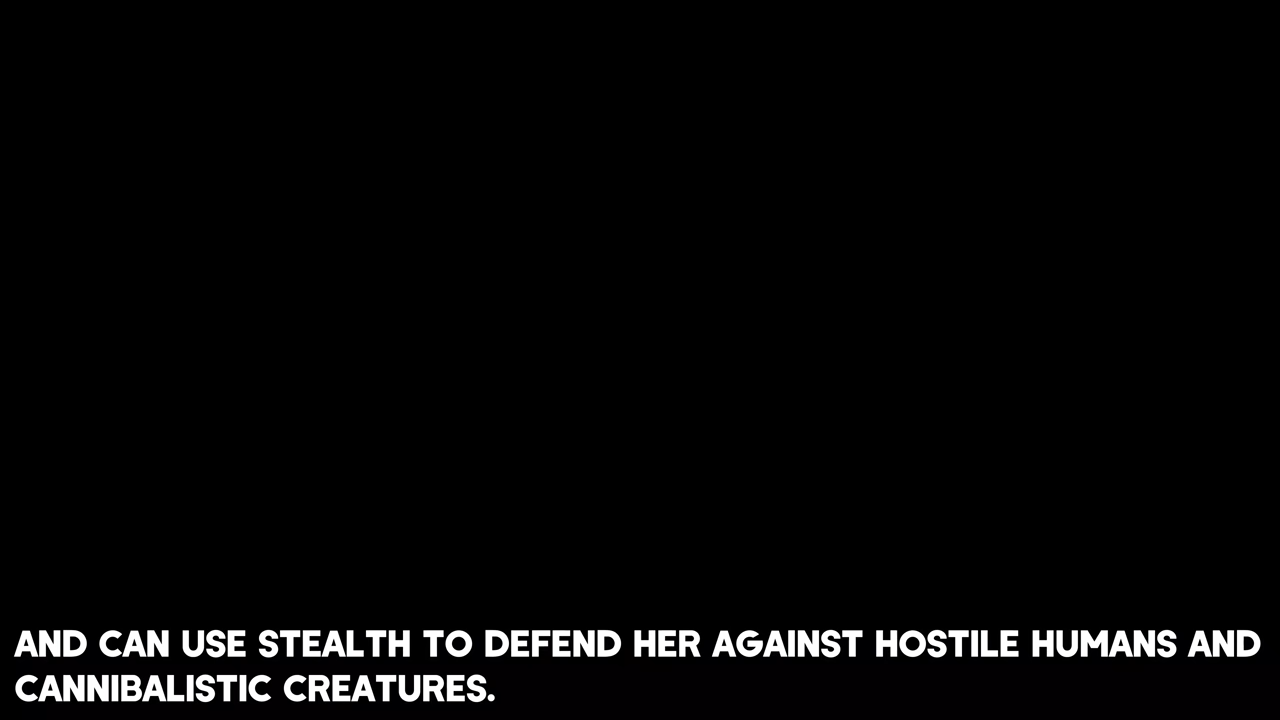 AND CAN USE STEALTH TO DEFEND HER AGAINST HOSTILE HUMANS AND
CANNIBALISTIC CREATURES.